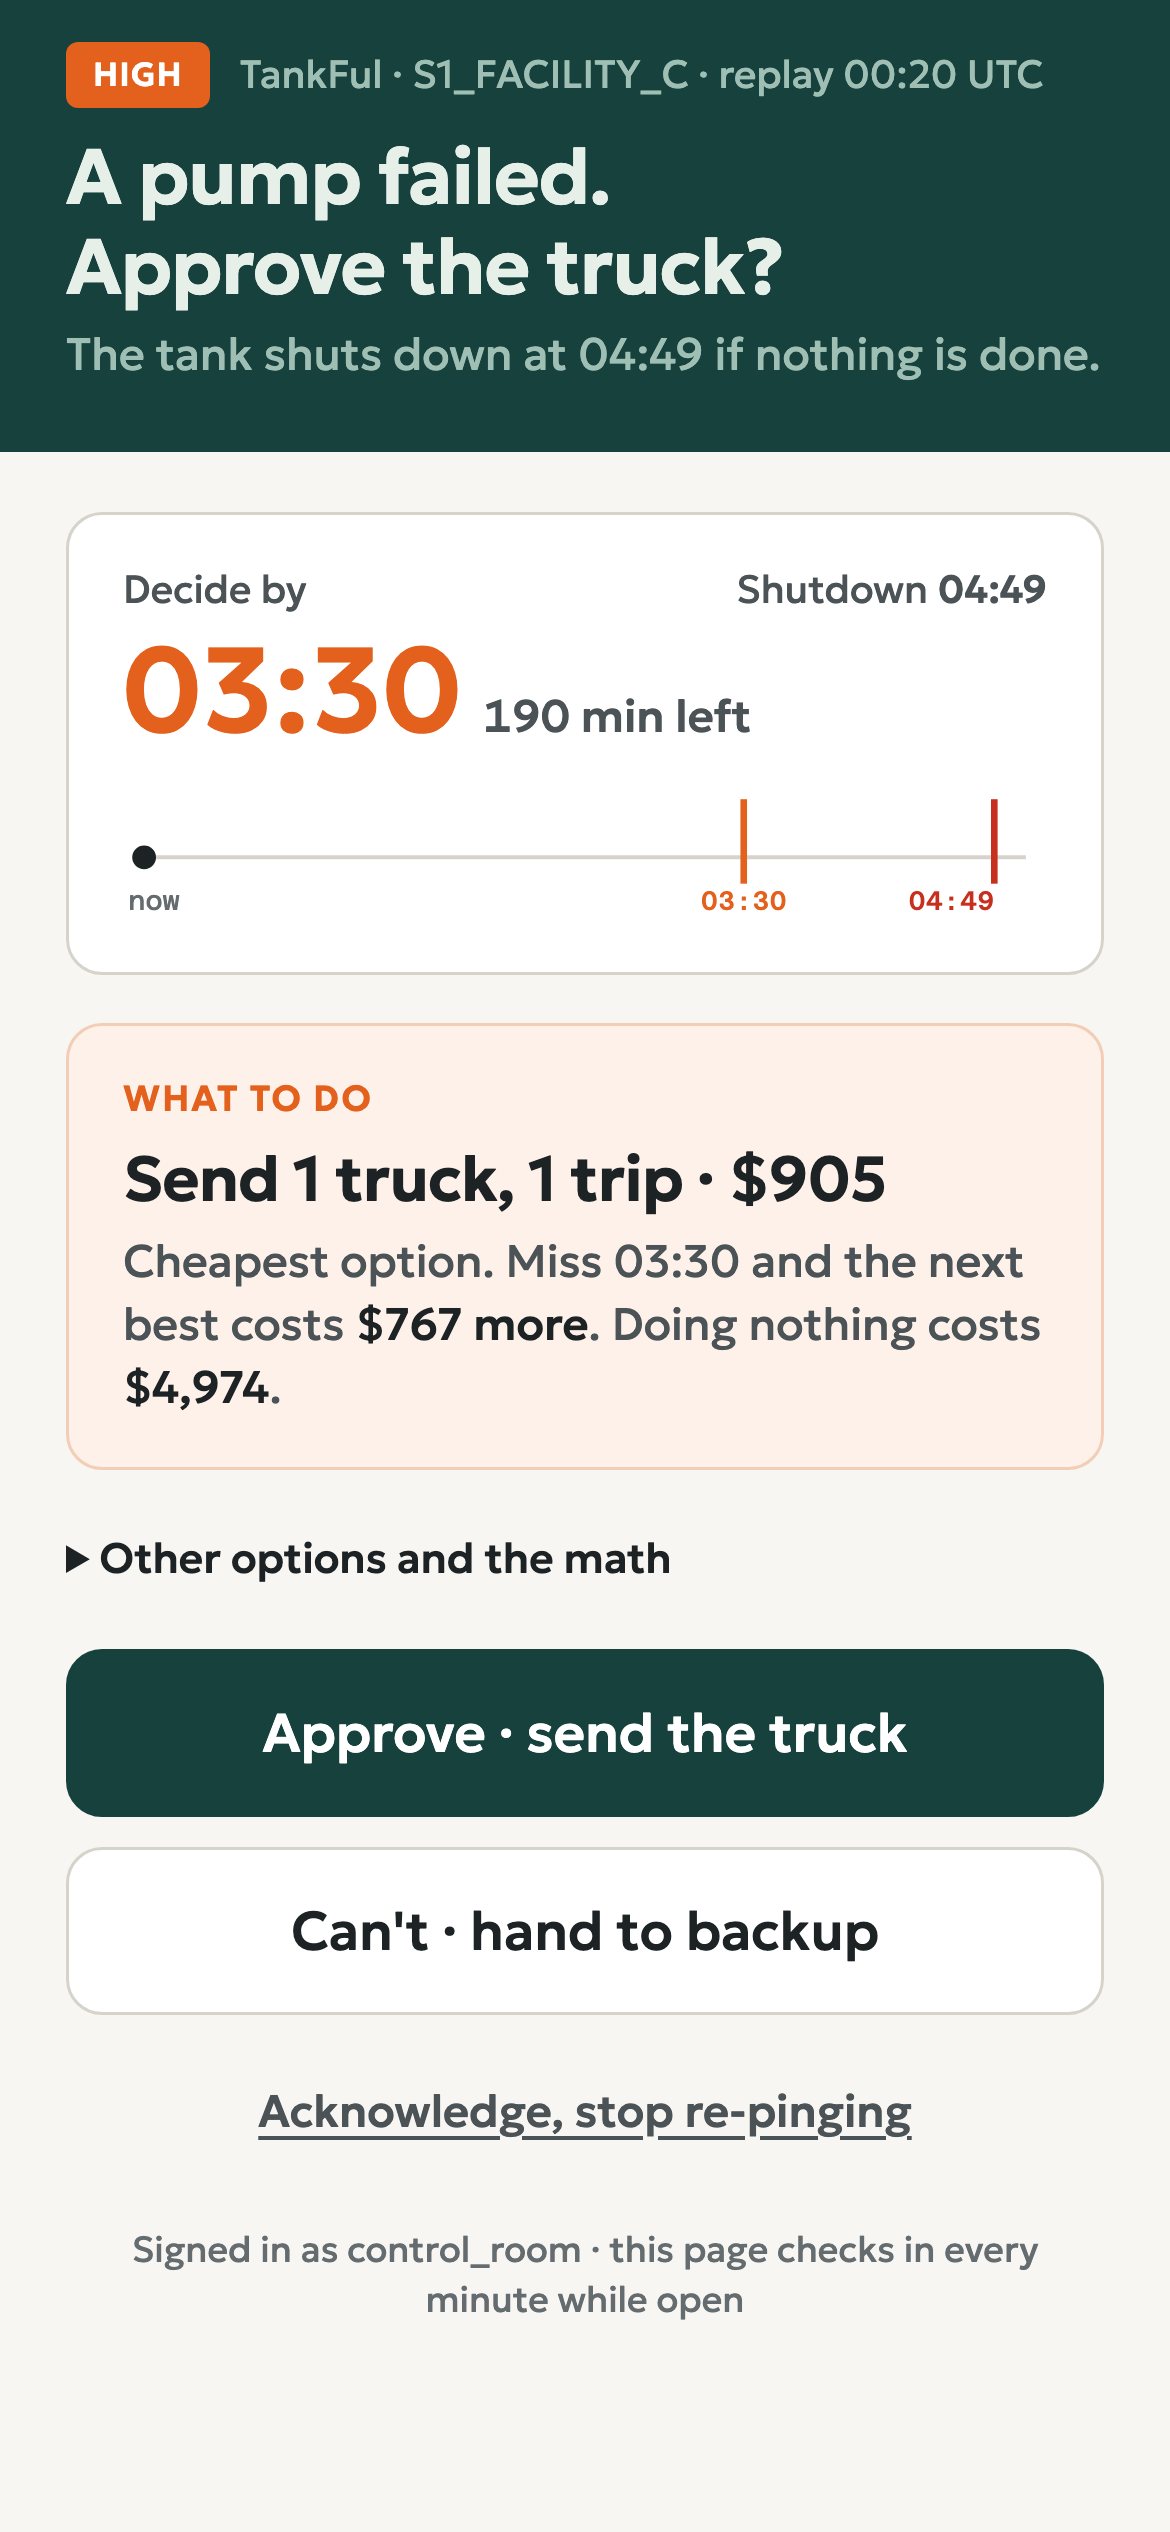 HIGH TankFul · S1_FACILITY_C · replay 00:20 UTC
A pump failed.
Approve the truck?
The tank shuts down at 04:49 if nothing is done.
Decide by
Shutdown 04:49
03:30 190 min left
now
03:30
04:49
WHAT TO DO
Send 1 truck, 1 trip · $905
Cheapest option. Miss 03:30 and the next
best costs $767 more. Doing nothing costs
$4,974.
Other options and the math
Approve · send the truck
Can't · hand to backup
Acknowledge, stop re-pinging
Signed in as control_room · this page checks in every
minute while open